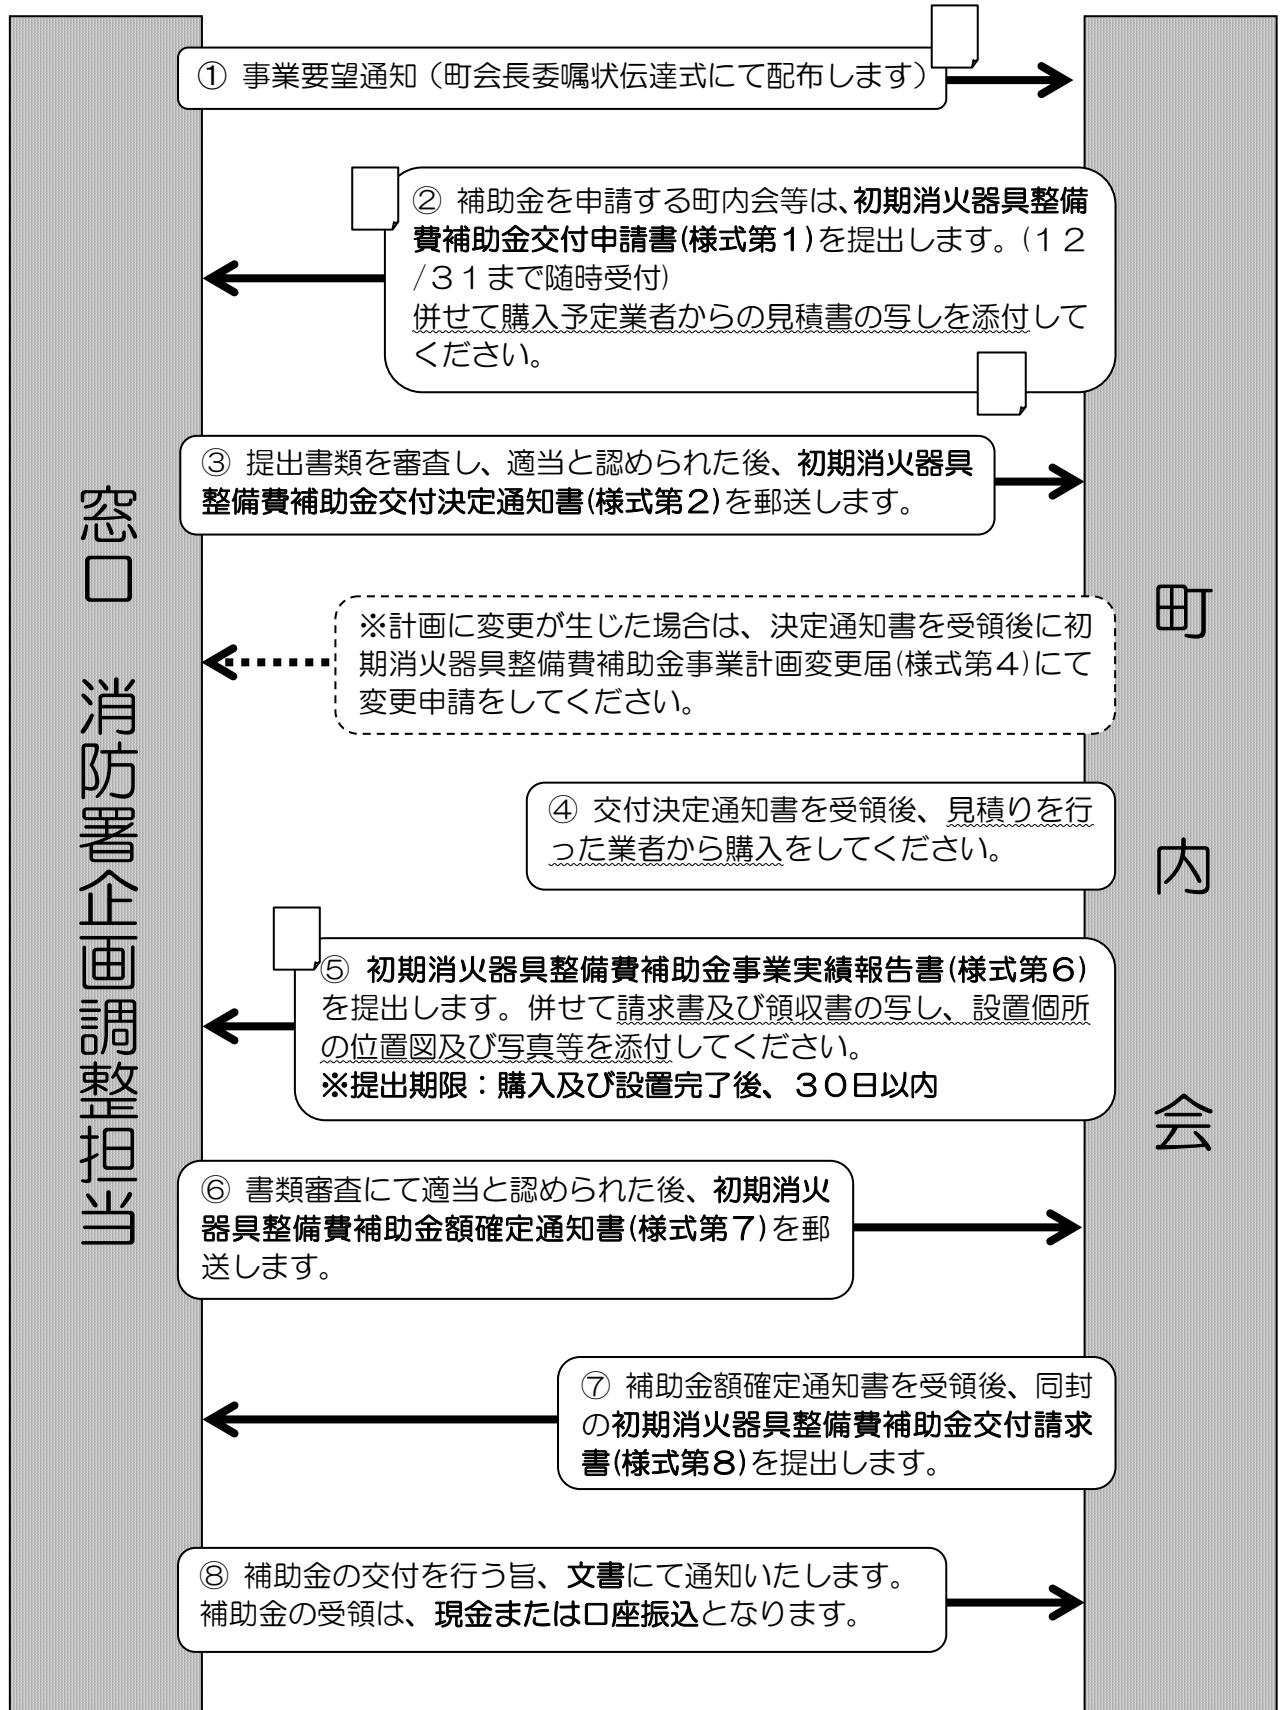 ① 事業要望通知（町会長委嘱状伝達式にて配布します）
② 補助金を申請する町内会等は、初期消火器具整備
費補助金交付申請書(様式第１)を提出します。(１２
/３１まで随時受付)
併せて購入予定業者からの見積書の写しを添付して
ください。
③ 提出書類を審査し、適当と認められた後、初期消火器具
整備費補助金交付決定通知書(様式第２)を郵送します。
※計画に変更が生じた場合は、決定通知書を受領後に初
期消火器具整備費補助金事業計画変更届(様式第４)にて
変更申請をしてください。
④ 交付決定通知書を受領後、見積りを行
った業者から購入をしてください。
⑤ 初期消火器具整備費補助金事業実績報告書(様式第６)
を提出します。併せて請求書及び領収書の写し、設置個所
の位置図及び写真等を添付してください。
※提出期限：購入及び設置完了後、３０日以内
⑥ 書類審査にて適当と認められた後、初期消火
器具整備費補助金額確定通知書(様式第７)を郵
送します。
⑦ 補助金額確定通知書を受領後、同封
の初期消火器具整備費補助金交付請求
書(様式第８)を提出します。
⑧ 補助金の交付を行う旨、文書にて通知いたします。
補助金の受領は、現金または口座振込となります。
窓口　消防署企画調整担当
町内会